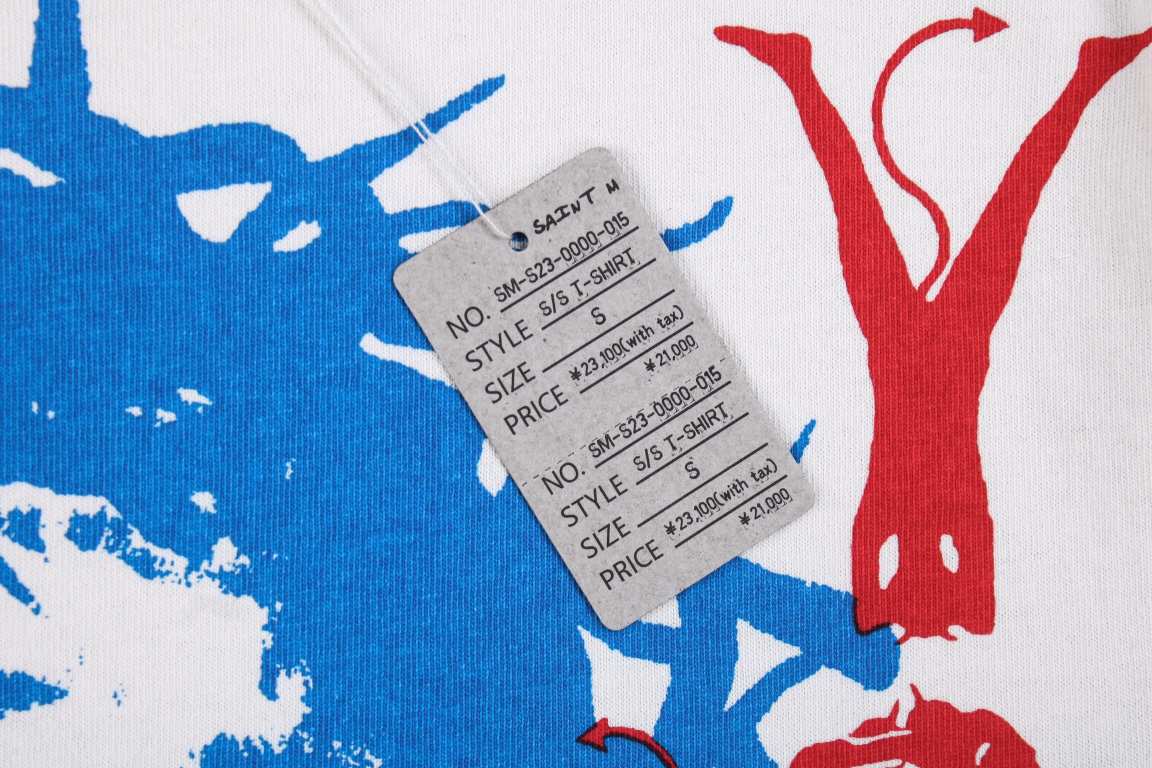 SAINT M
NO. SM-S23-0000-015
STYLE S/S T-SHIRT
SIZE S
PRICE ¥23,100(with tax)
¥21,000
NO. SM-S23-0000-015
STYLE S/S T-SHIRT
SIZE S
PRICE ¥23,100(with tax)
¥21,000